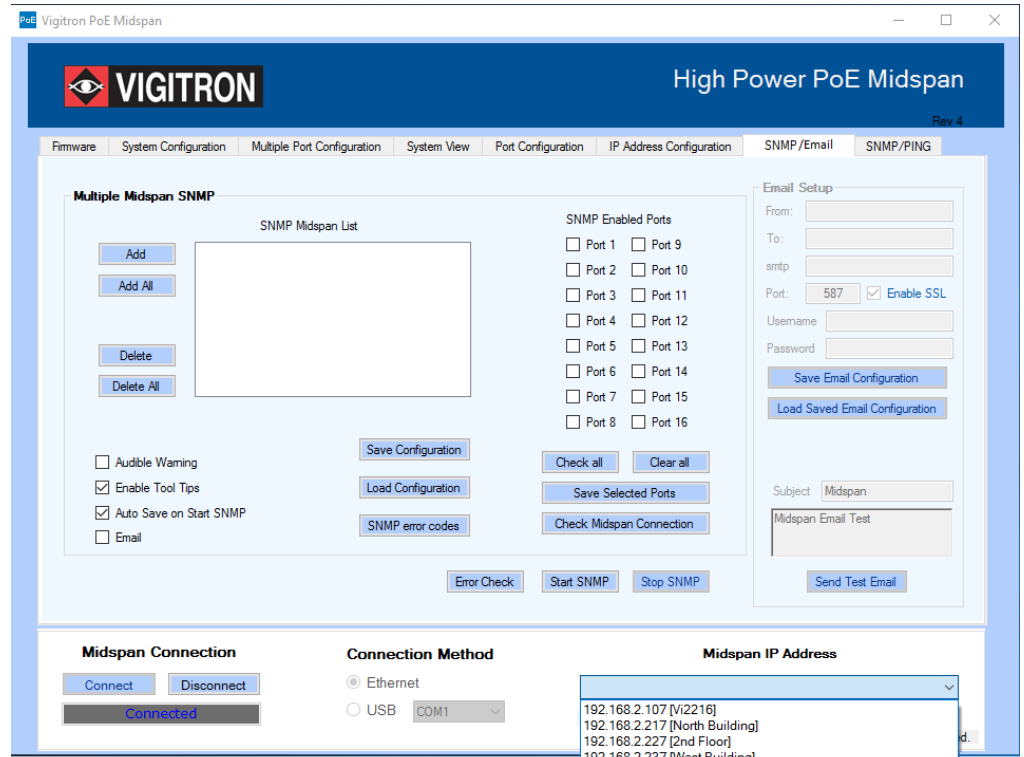 PoE Vigitron PoE Midspan
VIGITRON
High Power PoE Midspan
Rev 4
Firmware System Configuration Multiple Port Configuration System View Port Configuration IP Address Configuration SNMP/Email SNMP/PING
Multiple Midspan SNMP
SNMP Midspan List
Add
Add All
Delete
Delete All
Audible Warning
Enable Tool Tips
Auto Save on Start SNMP
Email
Save Configuration
Load Configuration
SNMP error codes
SNMP Enabled Ports
Port 1 Port 9
Port 2 Port 10
Port 3 Port 11
Port 4 Port 12
Port 5 Port 13
Port 6 Port 14
Port 7 Port 15
Port 8 Port 16
Check all Clear all
Save Selected Ports
Check Midspan Connection
Error Check Start SNMP Stop SNMP
Email Setup
From:
To:
smtp
Port: 587 Enable SSL
Username
Password
Save Email Configuration
Load Saved Email Configuration
Subject Midspan
Midspan Email Test
Send Test Email
Midspan Connection
Connect Disconnect
Connected
Connection Method
Ethernet
USB COM1
Midspan IP Address
192.168.2.107 [Vi2216]
192.168.2.217 [North Building]
192.168.2.227 [2nd Floor]
192.168.2.237 [West Building]